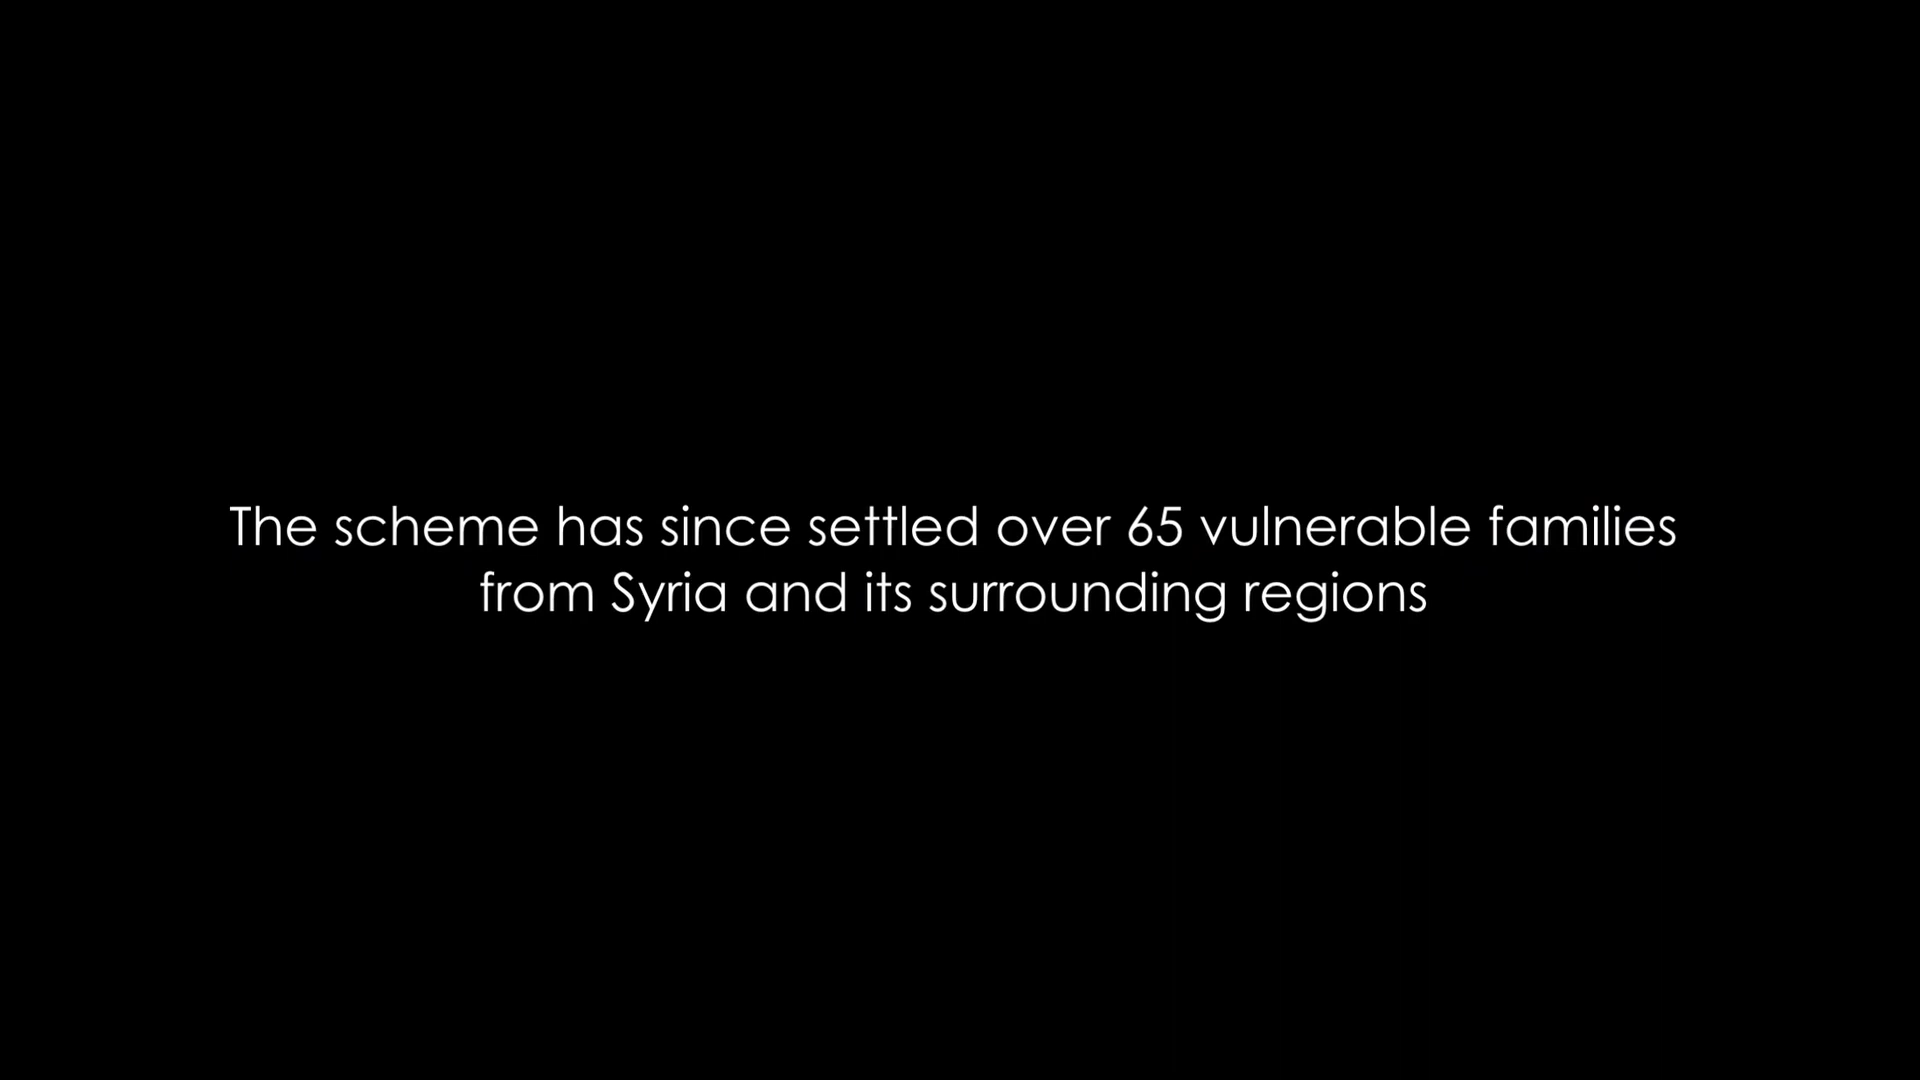 The scheme has since settled over 65 vulnerable families
from Syria and its surrounding regions